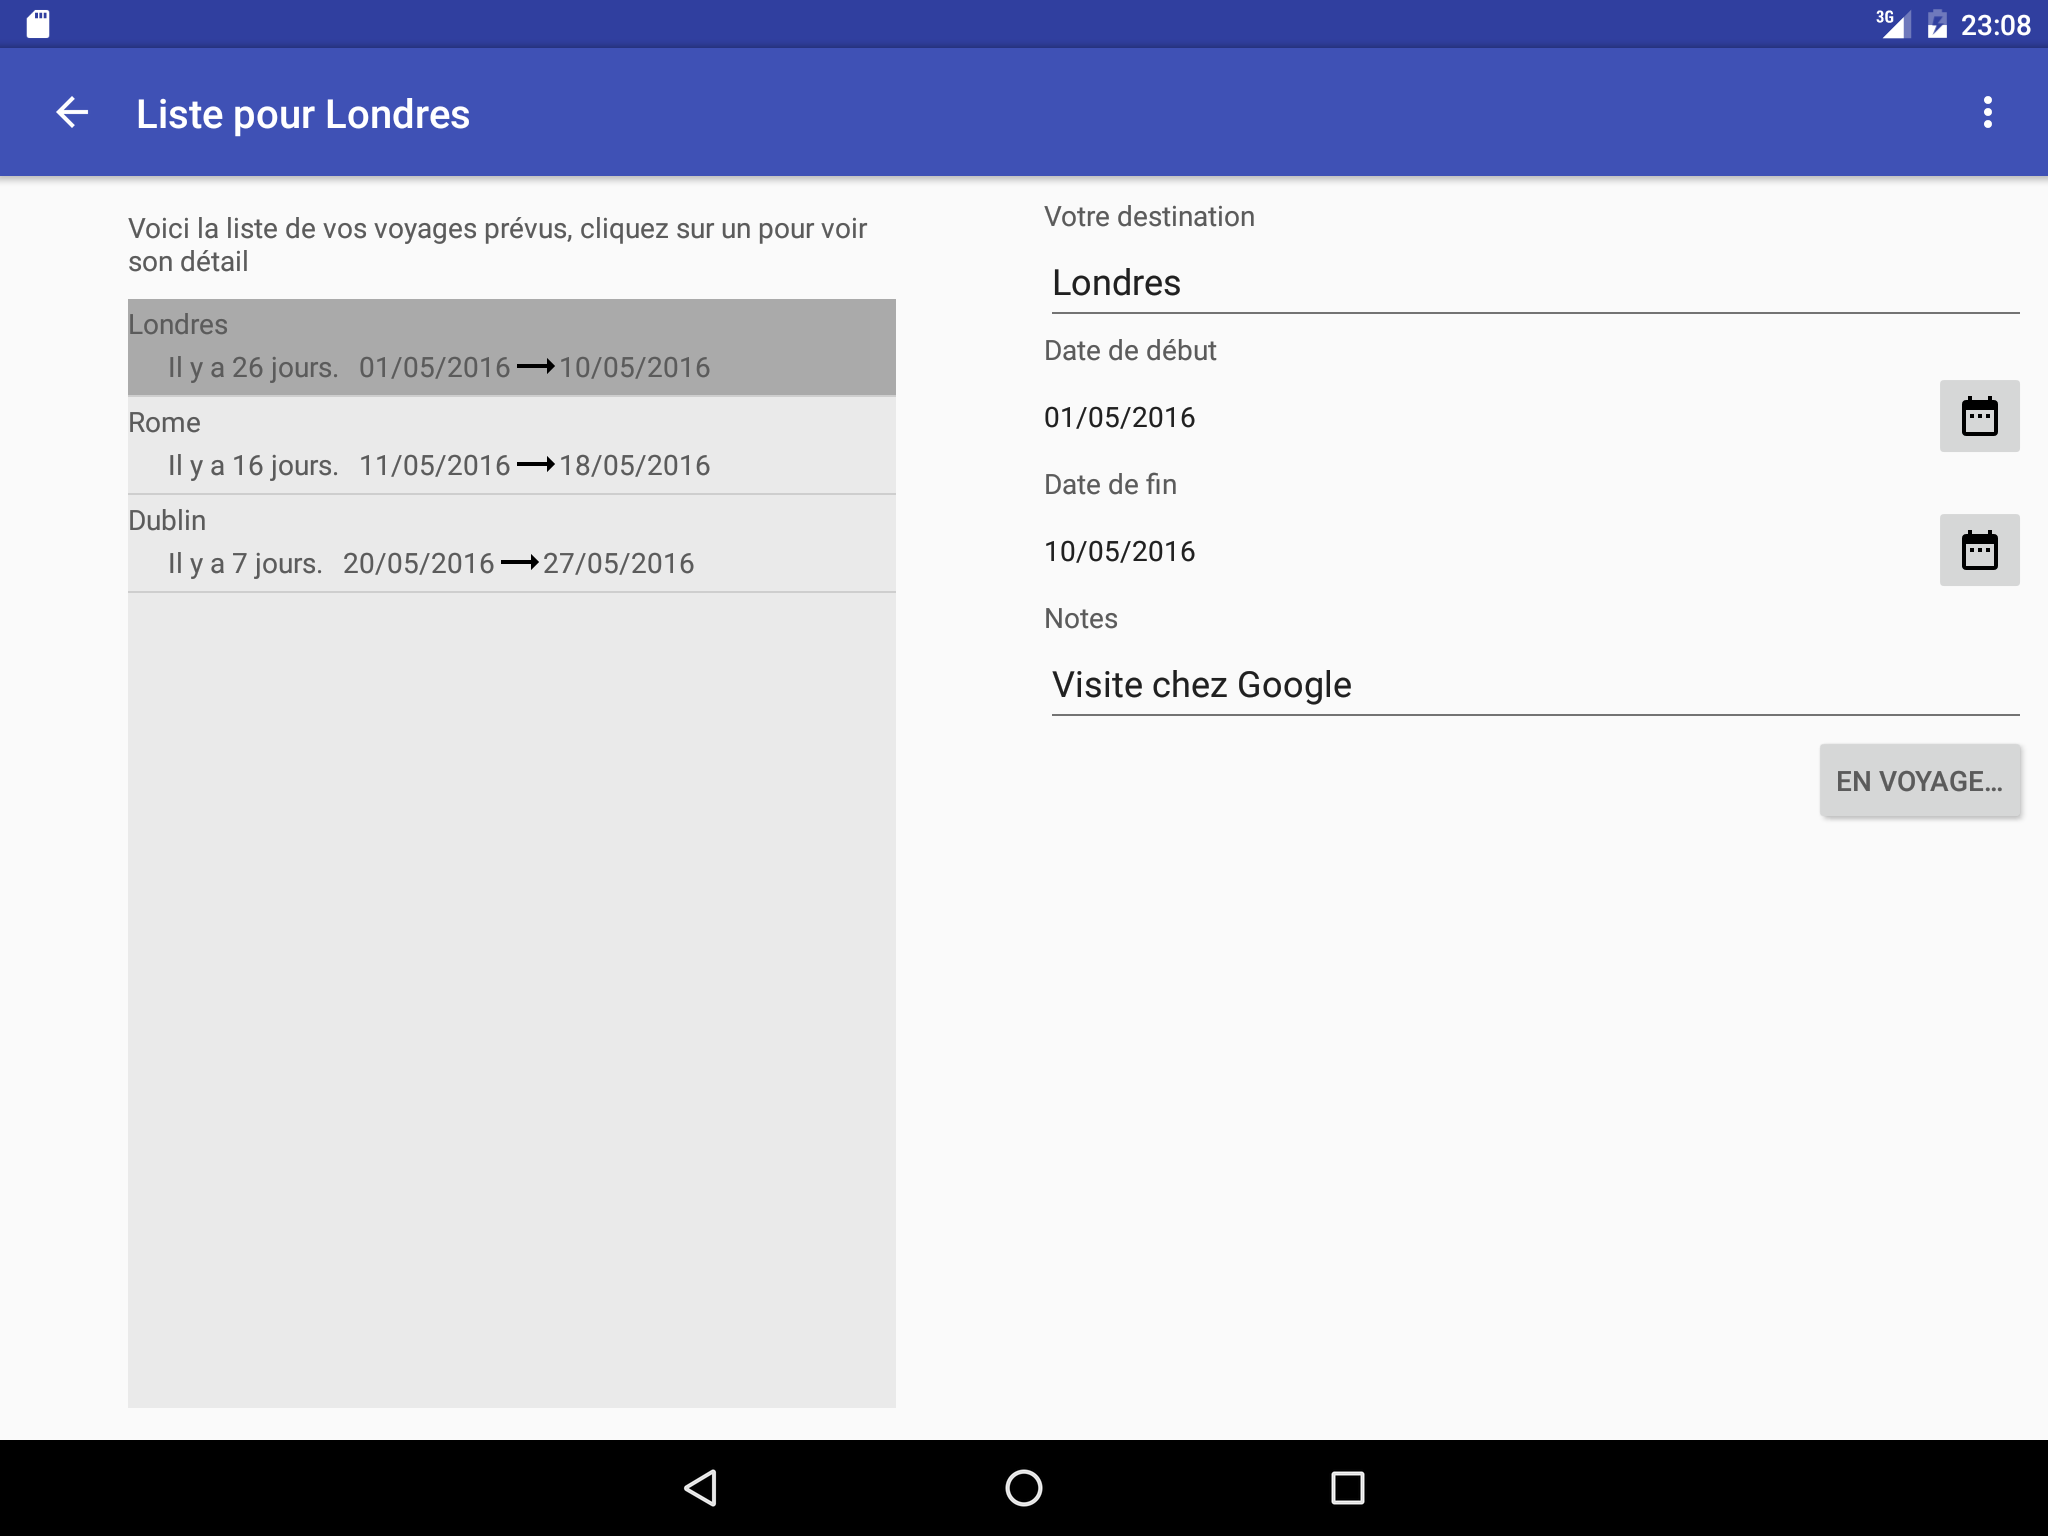 3G 23:08
Liste pour Londres
Voici la liste de vos voyages prévus, cliquez sur un pour voir
son détail
Londres
Il y a 26 jours. 01/05/2016 10/05/2016
Rome
Il y a 16 jours. 11/05/2016 18/05/2016
Dublin
Il y a 7 jours. 20/05/2016 27/05/2016
Votre destination
Londres
Date de début
01/05/2016
Date de fin
10/05/2016
Notes
Visite chez Google
EN VOYAGE...